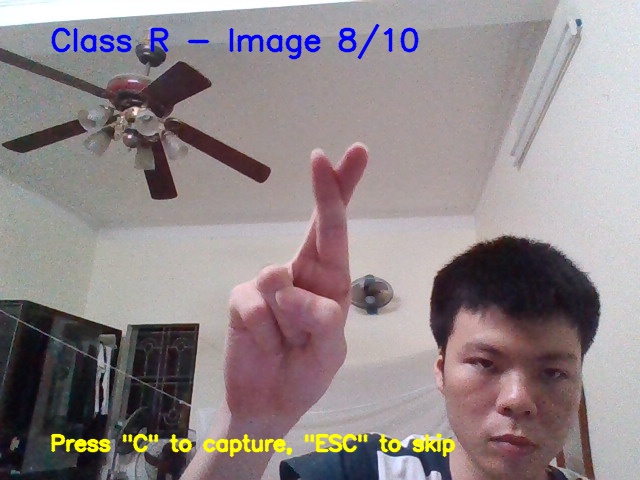 Class R - Image 8/10
Press "C" to capture, "ESC" to skip